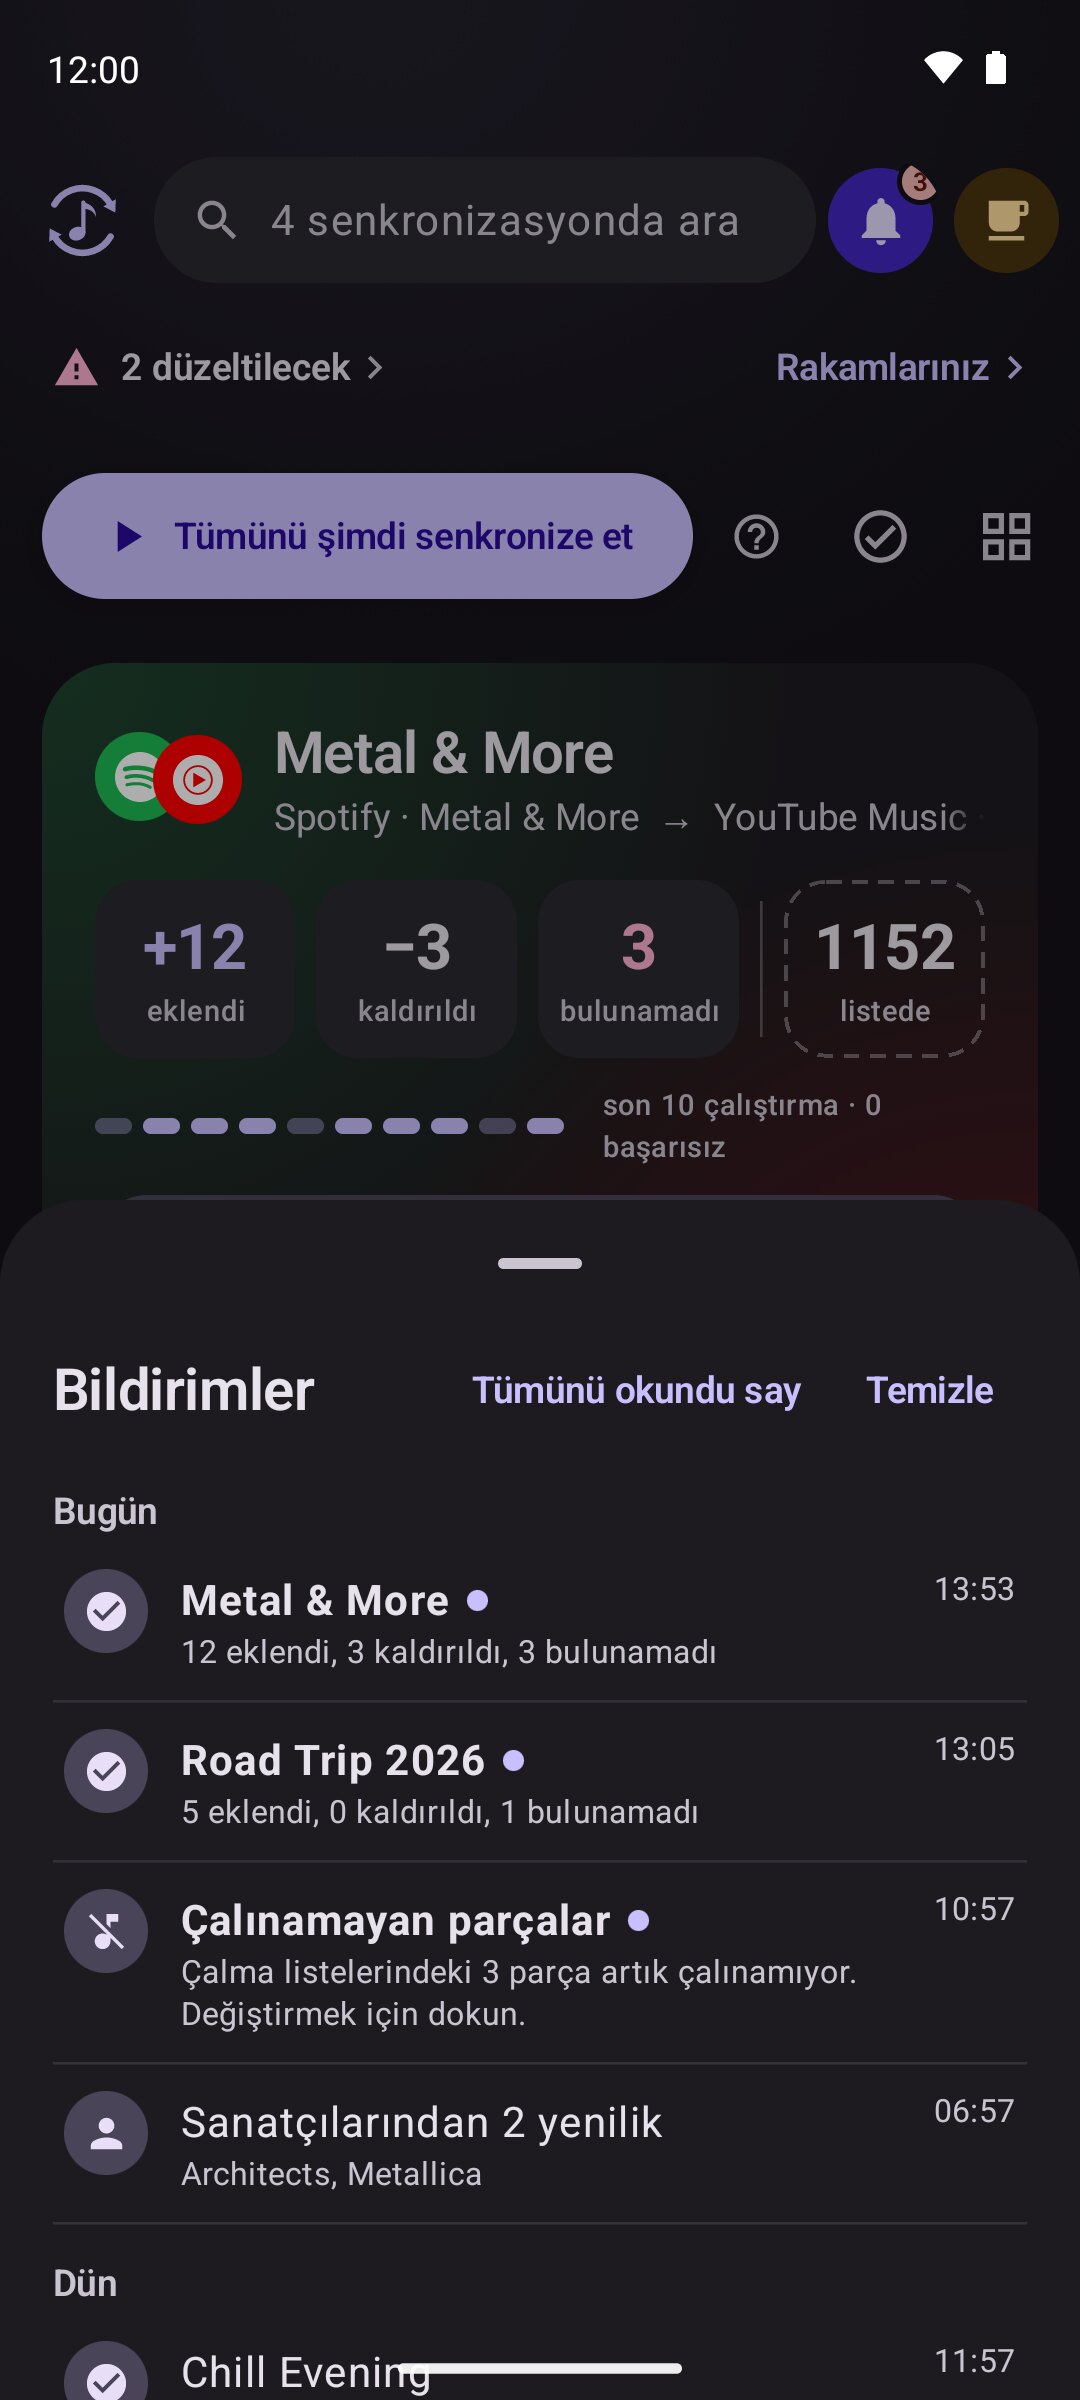 12:00
4 senkronizasyonda ara
3
2 düzeltilecek
Rakamlarınız
Tümünü şimdi senkronize et
Metal & More
Spotify · Metal & More → YouTube Music
+12
eklendi
−3
kaldırıldı
3
bulunamadı
1152
listede
son 10 çalıştırma · 0
başarısız
Bildirimler
Tümünü okundu say
Temizle
Bugün
Metal & More
13:53
12 eklendi, 3 kaldırıldı, 3 bulunamadı
Road Trip 2026
13:05
5 eklendi, 0 kaldırıldı, 1 bulunamadı
Çalınamayan parçalar
10:57
Çalma listelerindeki 3 parça artık çalınamıyor.
Değiştirmek için dokun.
Sanatçılarından 2 yenilik
06:57
Architects, Metallica
Dün
Chill Evening
11:57